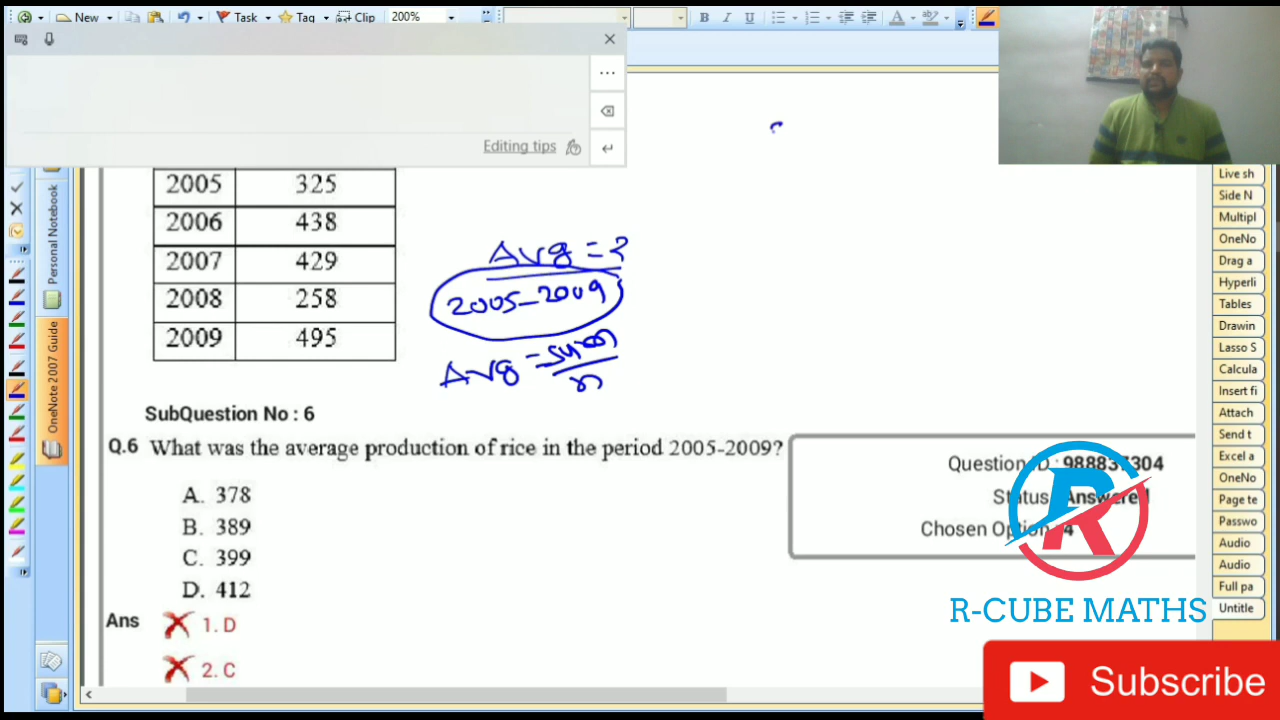 New Task Tag Clip 200% B I U A ab
Editing tips
Personal Notebook
OneNote 2007 Guide
2005 325
2006 438
2007 429
2008 258
2009 495
Avg = ?
2005-2009
Avg = sum
n
SubQuestion No : 6
Q.6 What was the average production of rice in the period 2005-2009?
A. 378
B. 389
C. 399
D. 412
Ans 1. D
2. C
Status Answered
Chosen Option 4
R-CUBE MATHS
Subscribe
Live sh
Side N
Multipl
OneNo
Drag a
Hyperli
Tables
Drawin
Lasso S
Calcula
Insert fi
Attach
Send t
Excel a
OneNo
Page te
Passwo
Audio
Audio
Full pa
Untitle